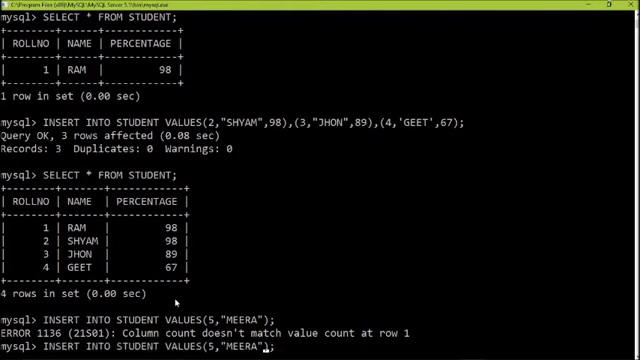 C:\Program Files (x86)\MySQL\MySQL Server 5.1\bin\mysql.exe
mysql> SELECT * FROM STUDENT;
+--------+------+------------+
| ROLLNO | NAME | PERCENTAGE |
+--------+------+------------+
| 1 | RAM | 98 |
+--------+------+------------+
1 row in set (0.00 sec)
mysql> INSERT INTO STUDENT VALUES(2,"SHYAM",98),(3,"JHON",89),(4,'GEET',67);
Query OK, 3 rows affected (0.08 sec)
Records: 3 Duplicates: 0 Warnings: 0
mysql> SELECT * FROM STUDENT;
+--------+-------+------------+
| ROLLNO | NAME | PERCENTAGE |
+--------+-------+------------+
| 1 | RAM | 98 |
| 2 | SHYAM | 98 |
| 3 | JHON | 89 |
| 4 | GEET | 67 |
+--------+-------+------------+
4 rows in set (0.00 sec)
mysql> INSERT INTO STUDENT VALUES(5,"MEERA");
ERROR 1136 (21S01): Column count doesn't match value count at row 1
mysql> INSERT INTO STUDENT VALUES(5,"MEERA");